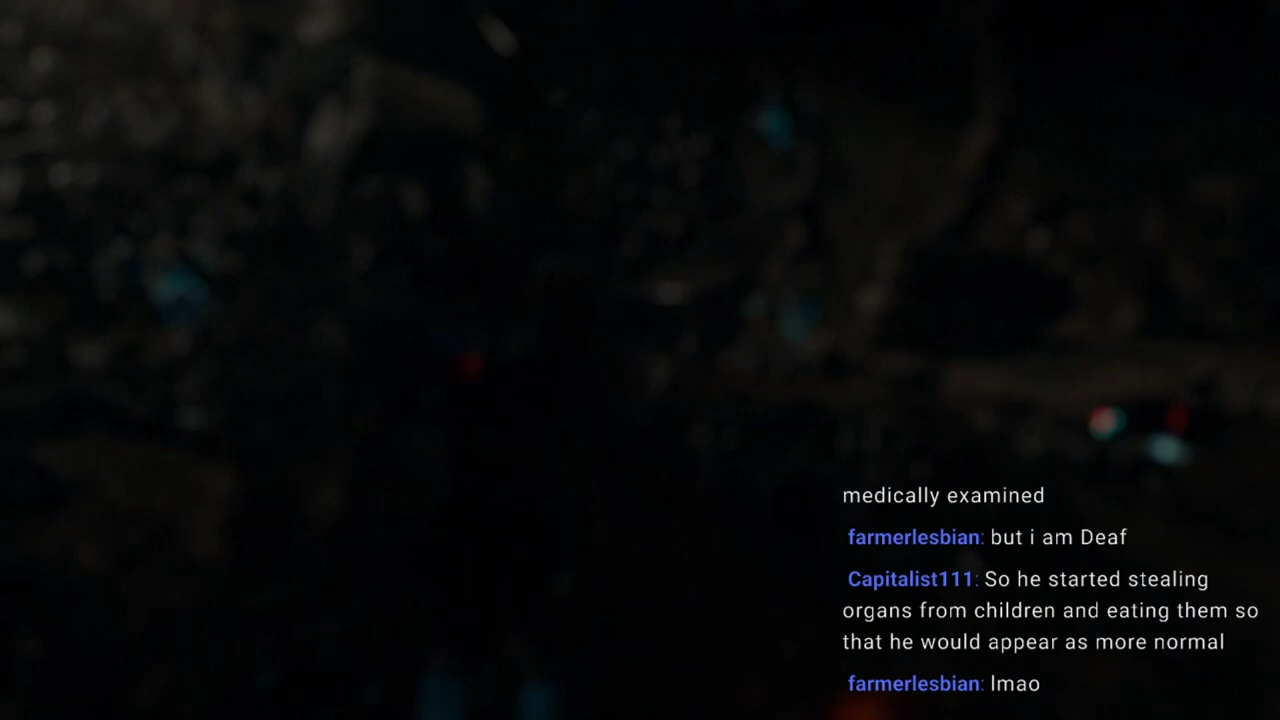 medically examined
farmerlesbian: but i am Deaf
Capitalist111: So he started stealing
organs from children and eating them so
that he would appear as more normal
farmerlesbian: lmao